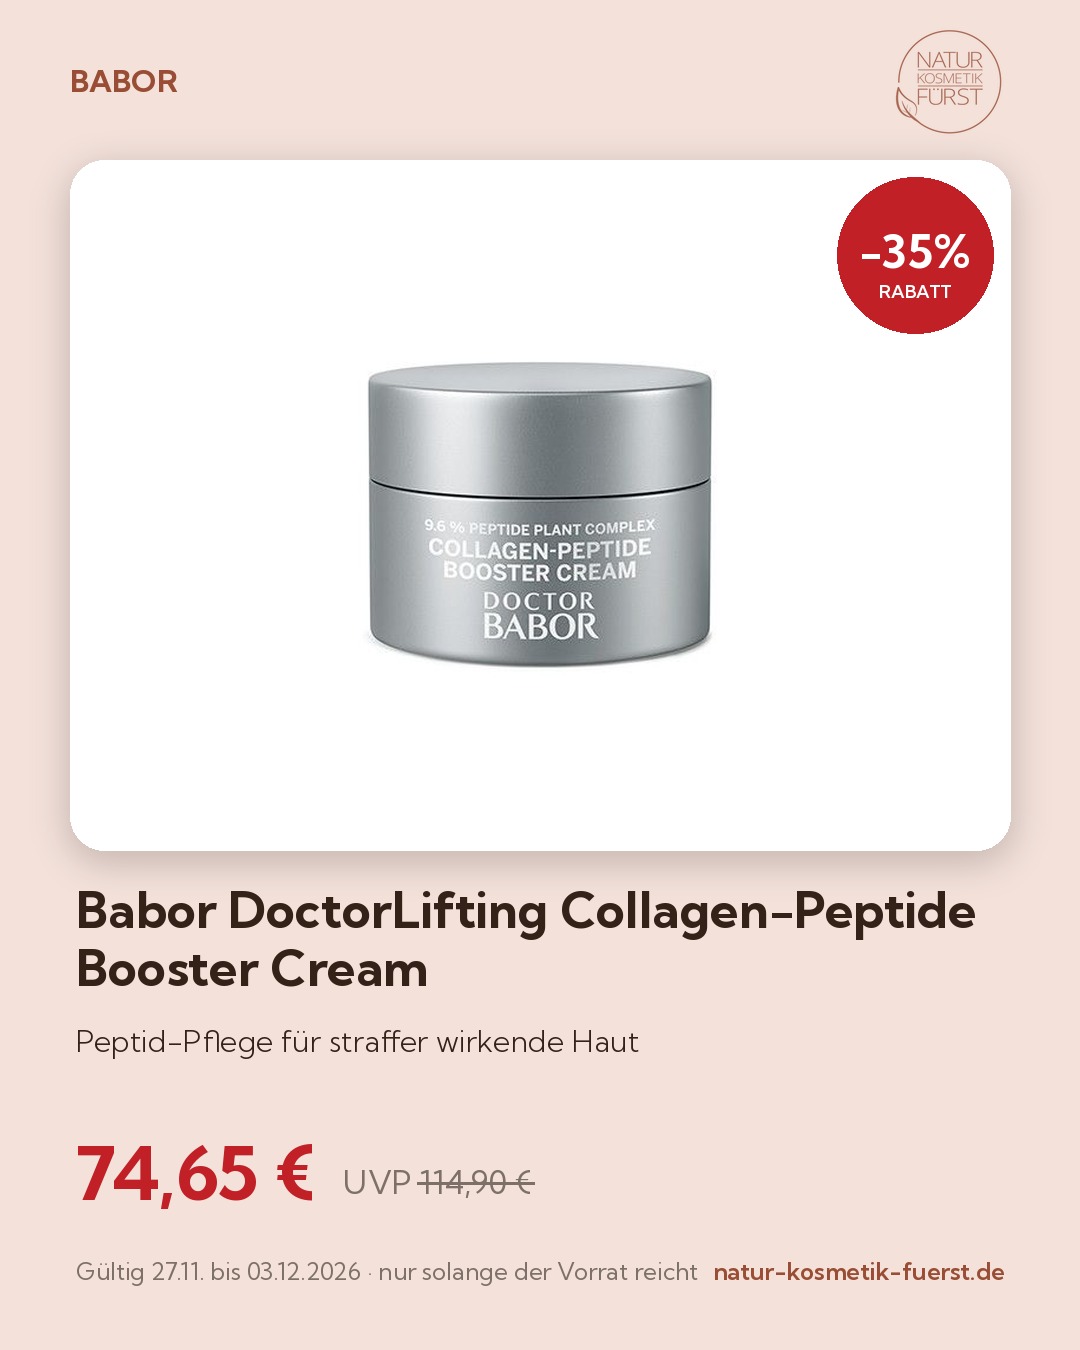 BABOR
NATUR
KOSMETIK
FÜRST
-35%
RABATT
9.6 % PEPTIDE PLANT COMPLEX
COLLAGEN-PEPTIDE
BOOSTER CREAM
DOCTOR
BABOR
Babor DoctorLifting Collagen-Peptide
Booster Cream
Peptid-Pflege für straffer wirkende Haut
74,65 € UVP 114,90 €
Gültig 27.11. bis 03.12.2026 · nur solange der Vorrat reicht natur-kosmetik-fuerst.de